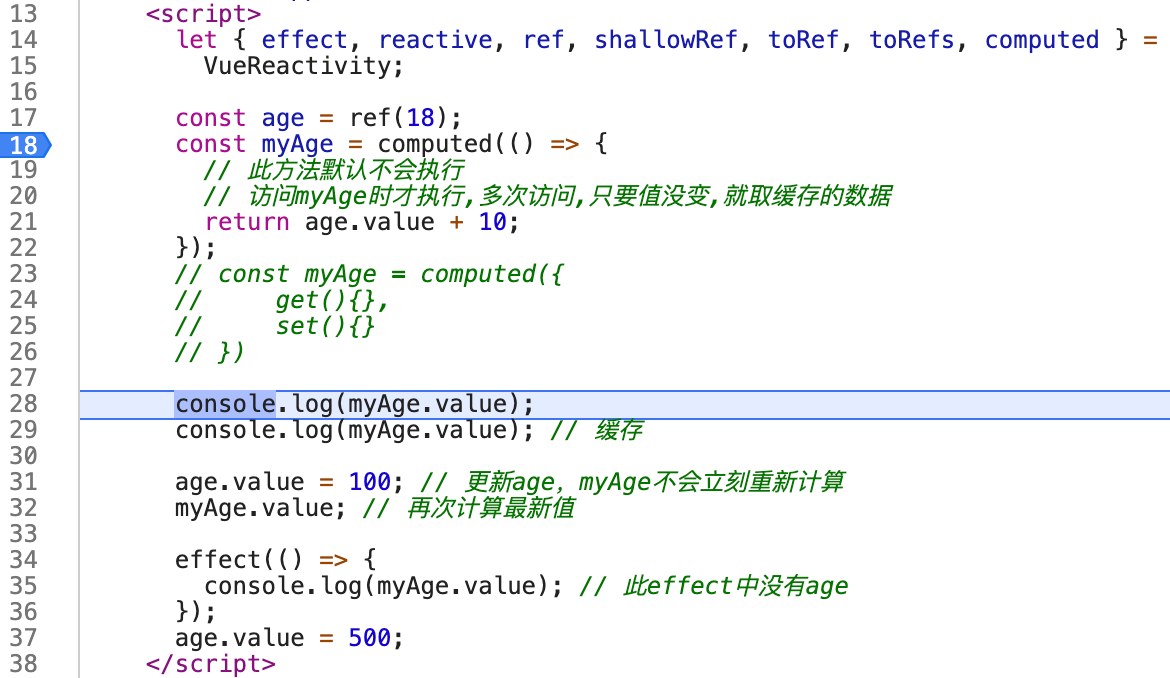 13 <script>
14 let { effect, reactive, ref, shallowRef, toRef, toRefs, computed } =
15 VueReactivity;
16
17 const age = ref(18);
18 const myAge = computed(() => {
19 // 此方法默认不会执行
20 // 访问myAge时才执行,多次访问,只要值没变,就取缓存的数据
21 return age.value + 10;
22 });
23 // const myAge = computed({
24 // get(){},
25 // set(){}
26 // })
27
28 console.log(myAge.value);
29 console.log(myAge.value); // 缓存
30
31 age.value = 100; // 更新age，myAge不会立刻重新计算
32 myAge.value; // 再次计算最新值
33
34 effect(() => {
35 console.log(myAge.value); // 此effect中没有age
36 });
37 age.value = 500;
38 </script>